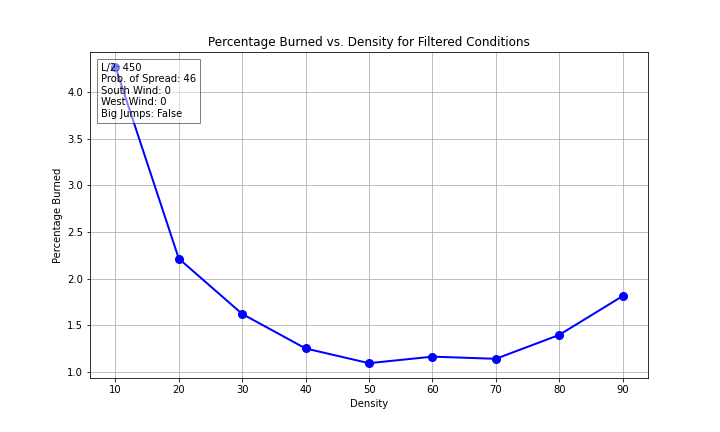 Percentage Burned vs. Density for Filtered Conditions
L/2: 450
Prob. of Spread: 46
South Wind: 0
West Wind: 0
Big Jumps: False
Percentage Burned
4.0
3.5
3.0
2.5
2.0
1.5
1.0
10 20 30 40 50 60 70 80 90
Density